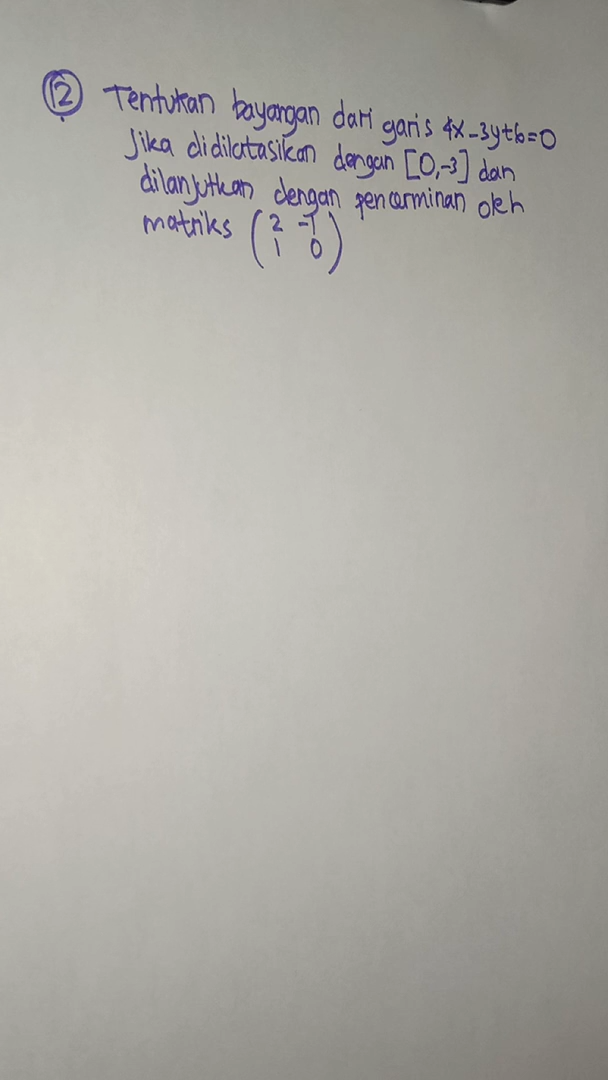 12 Tentukan bayangan dari garis 4x-3y+6=0
Jika didilatasikan dengan [0,-3] dan
dilanjutkan dengan pencerminan oleh
matriks ( 2 -1
1 0 )